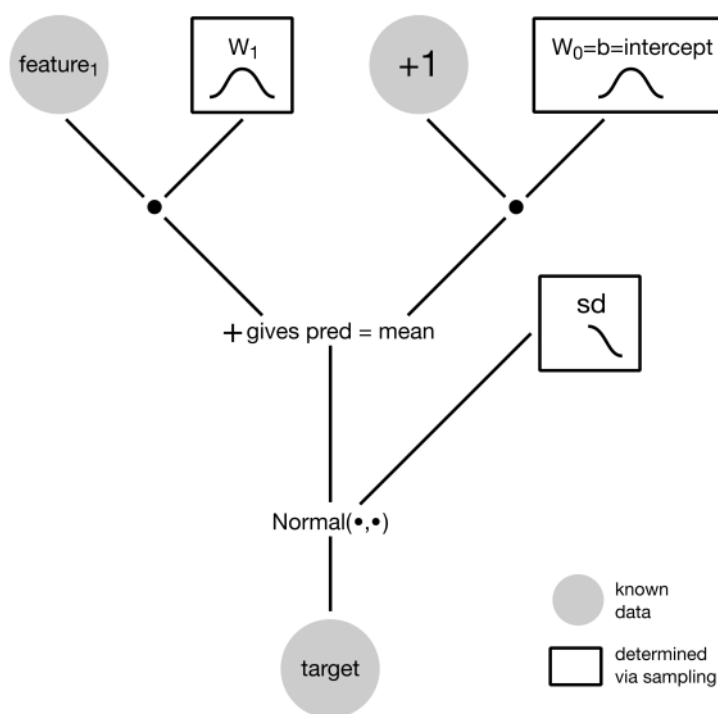 feature₁
W₁
+1
W₀=b=intercept
sd
+ gives pred = mean
Normal(•,•)
target
known
data
determined
via sampling